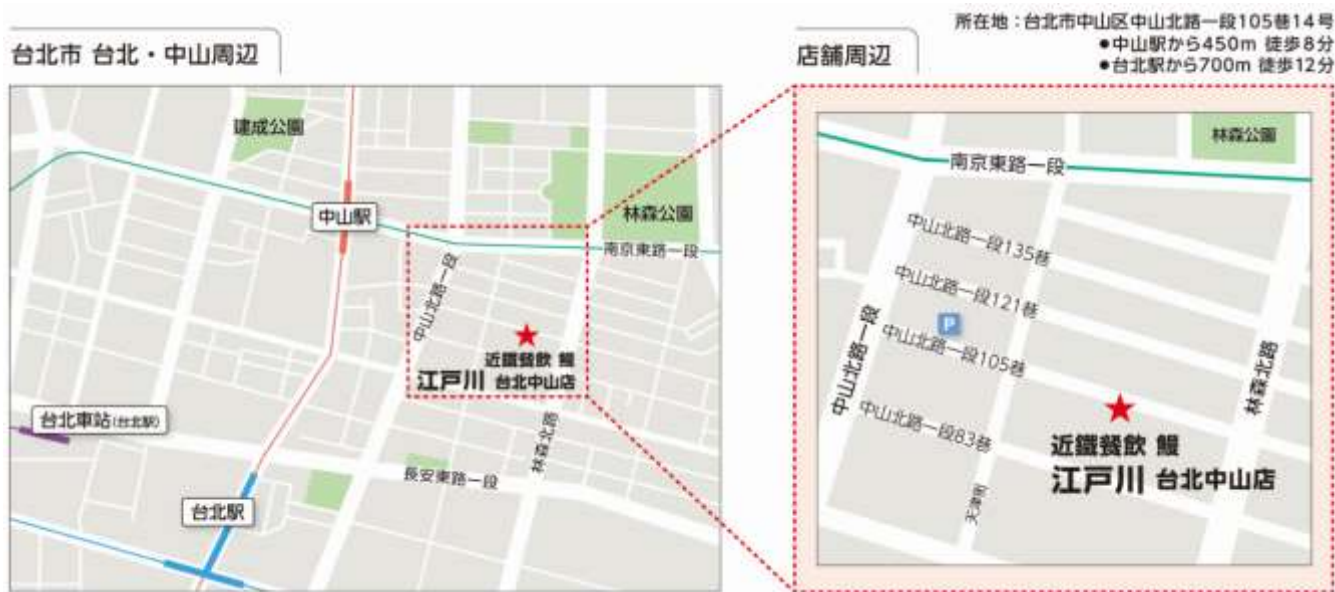 台北市 台北・中山周辺
建成公園
中山駅
林森公園
南京東路一段
中山北路一段
近鐵餐飲 鰻
江戸川 台北中山店
台北車站(台北駅)
林森北路
長安東路一段
台北駅
所在地：台北市中山区中山北路一段105巷14号
●中山駅から450m 徒歩8分
●台北駅から700m 徒歩12分
店舗周辺
林森公園
南京東路一段
中山北路一段135巷
中山北路一段121巷
P
中山北路一段105巷
中山北路一段
林森北路
中山北路一段83巷
近鐵餐飲 鰻
江戸川 台北中山店
天津街